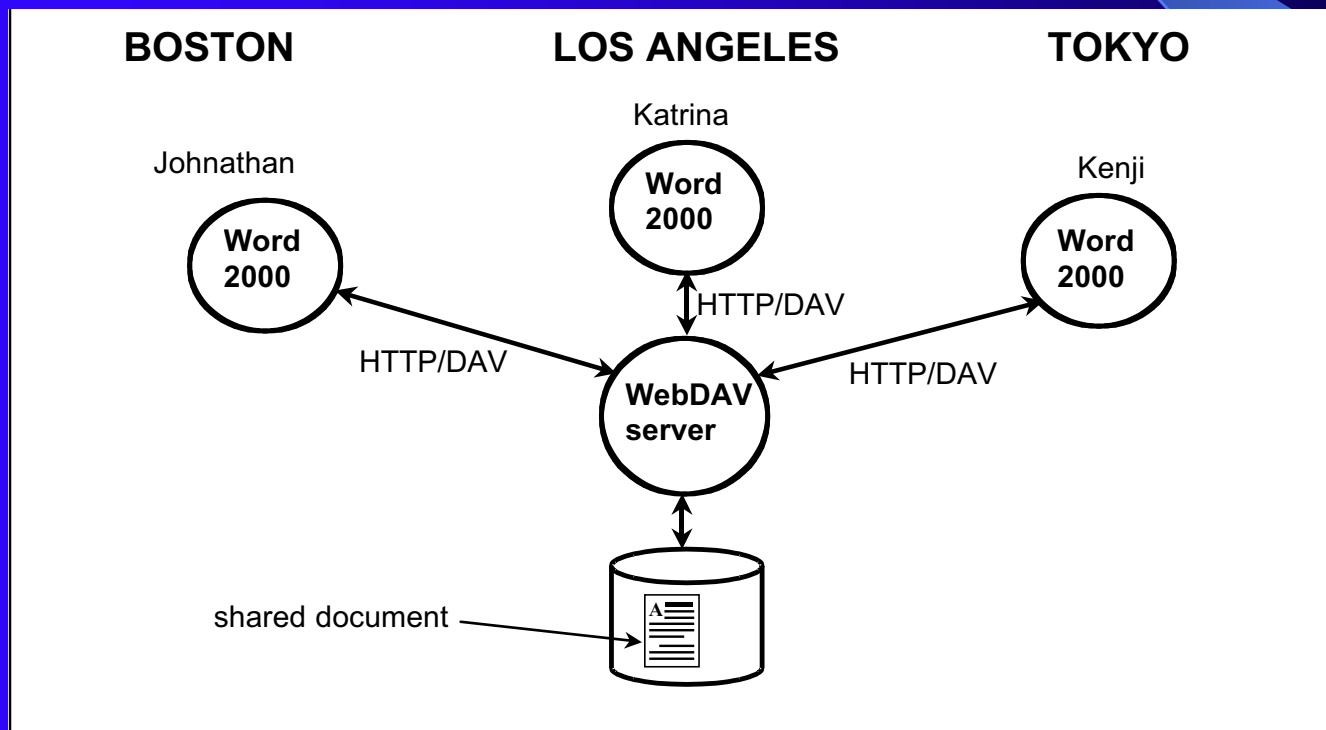 BOSTON
LOS ANGELES
TOKYO
Katrina
Johnathan
Kenji
Word
2000
Word
2000
Word
2000
HTTP/DAV
HTTP/DAV
HTTP/DAV
WebDAV
server
shared document
A